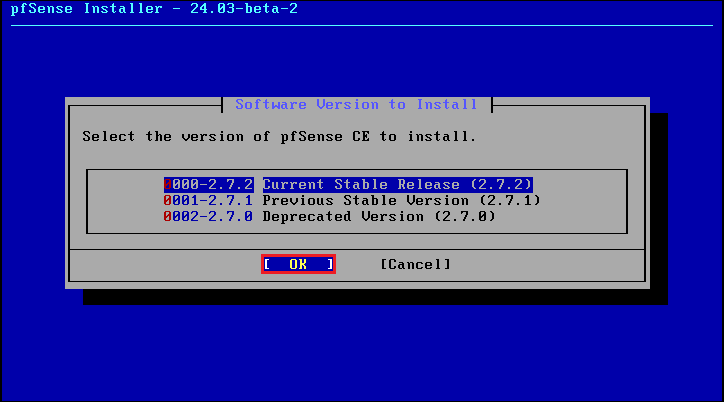 pfSense Installer - 24.03-beta-2
Software Version to Install
Select the version of pfSense CE to install.
0000-2.7.2 Current Stable Release (2.7.2)
0001-2.7.1 Previous Stable Version (2.7.1)
0002-2.7.0 Deprecated Version (2.7.0)
[ OK ] [Cancel]